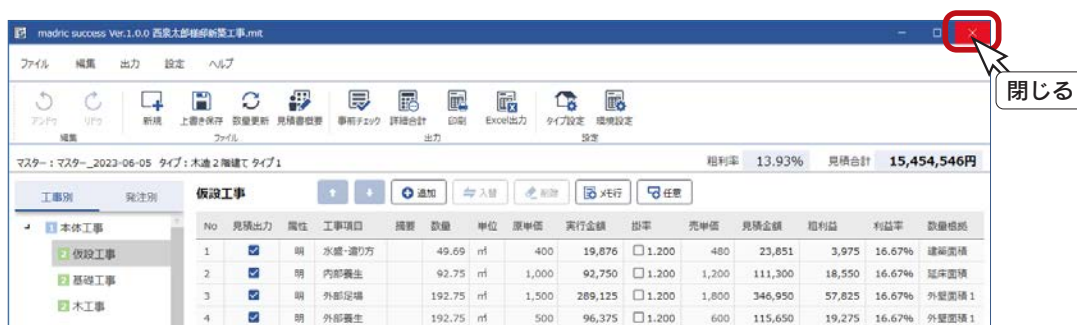 madric success Ver.1.0.0 西泉太郎様邸新築工事.mit
ファイル 編集 出力 設定 ヘルプ
アンドゥ リドゥ 新規 上書き保存 数量更新 見積書概要 事前チェック 詳細合計 印刷 Excel出力 タイプ設定 環境設定
編集 ファイル 出力 設定
閉じる
マスター:マスター_2023-06-05 タイプ:木造2階建て タイプ1 粗利率 13.93% 見積合計 15,454,546円
工事別 発注別 仮設工事 追加 入替 削除 メモ行 任意
1 本体工事
2 仮設工事
2 基礎工事
2 木工事
No 見積出力 属性 工事項目 摘要 数量 単位 原単価 実行金額 掛率 売単価 見積金額 粗利益 利益率 数量根拠
1 明 水盛・遣り方 49.69 ㎡ 400 19,876 1.200 480 23,851 3,975 16.67% 建築面積
2 明 内部養生 92.75 ㎡ 1,000 92,750 1.200 1,200 111,300 18,550 16.67% 延床面積
3 明 外部足場 192.75 ㎡ 1,500 289,125 1.200 1,800 346,950 57,825 16.67% 外壁面積1
4 明 外部養生 192.75 ㎡ 500 96,375 1.200 600 115,650 19,275 16.67% 外壁面積1